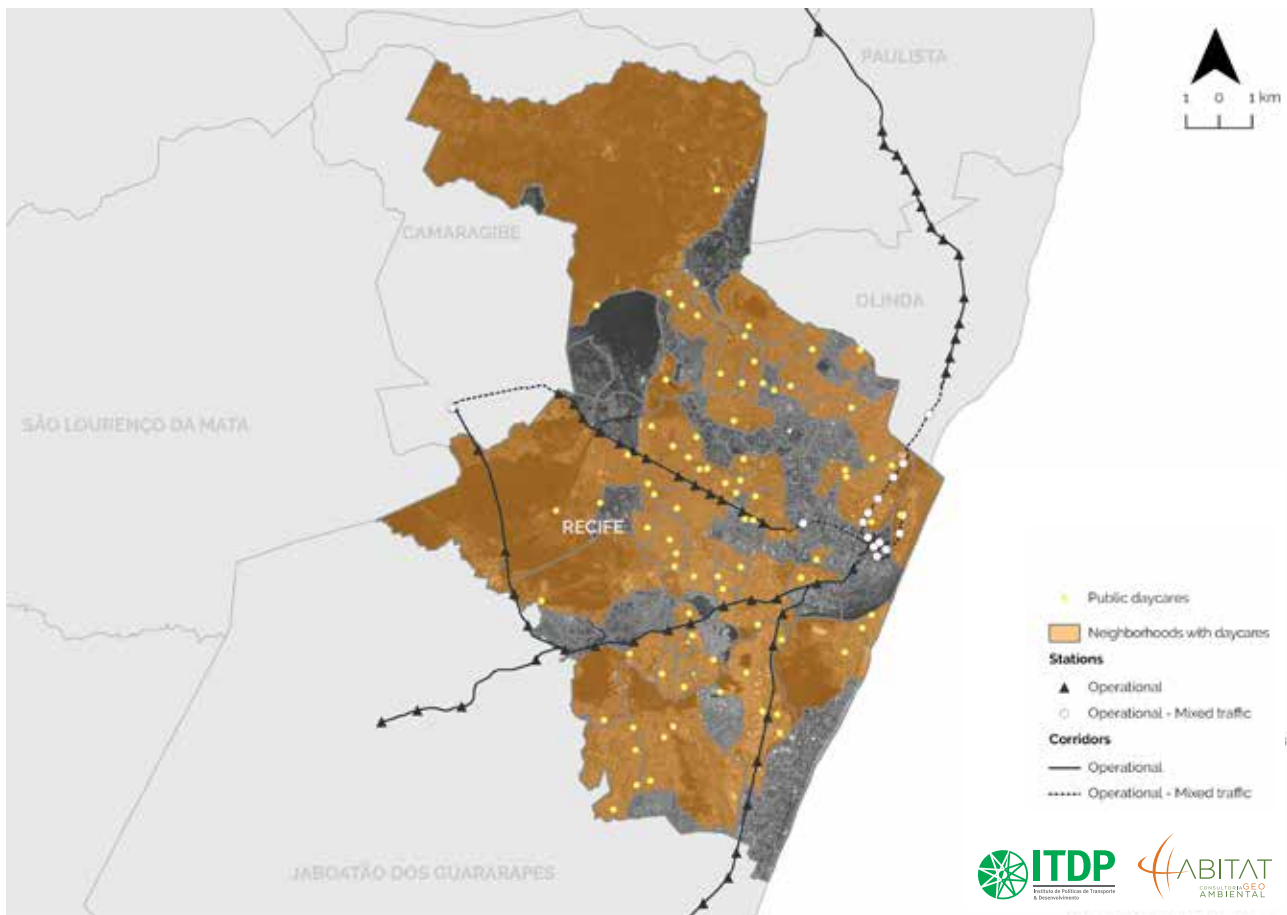 PAULISTA
1 0 1 km
CAMARAGIBE
OLINDA
SÃO LOURENÇO DA MATA
RECIFE
JABOATÃO DOS GUARARAPES
Public daycares
Neighborhoods with daycares
Stations
Operational
Operational - Mixed traffic
Corridors
Operational
Operational - Mixed traffic
ITDP
Instituto de Políticas de Transporte
& Desenvolvimento
HABITAT
CONSULTORIA GEO
AMBIENTAL